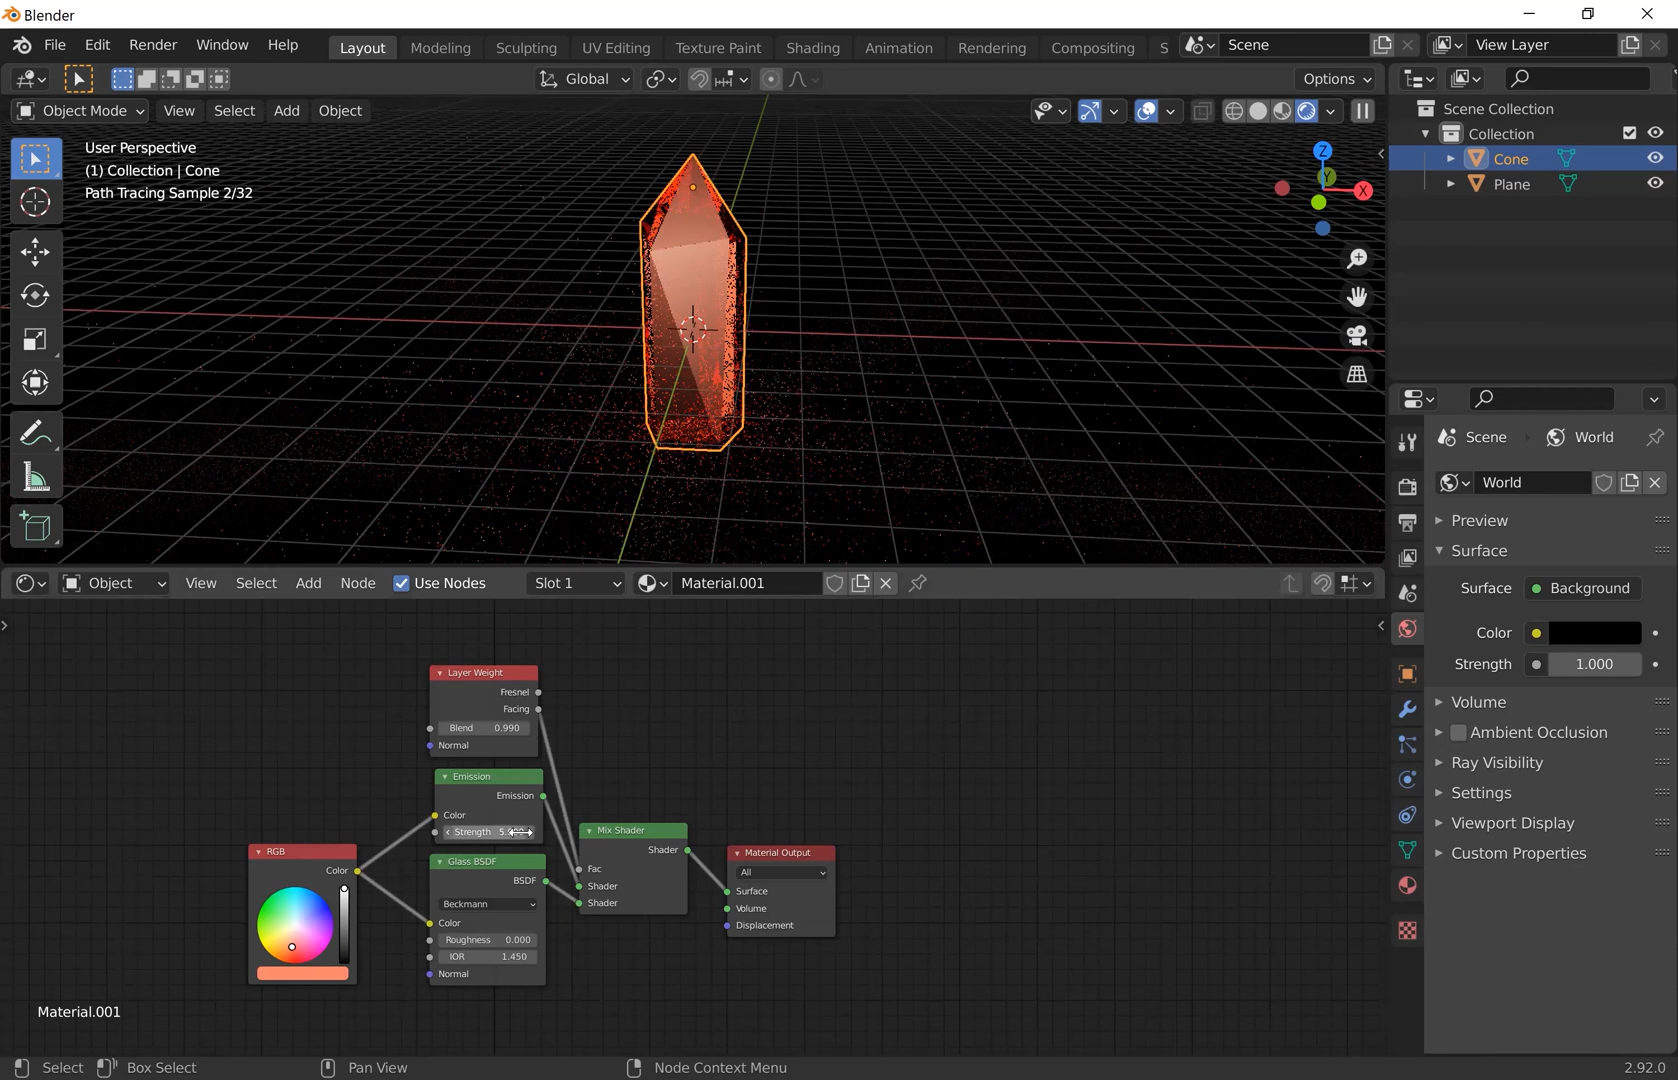 Blender
File Edit Render Window Help Layout Modeling Sculpting UV Editing Texture Paint Shading Animation Rendering Compositing S Scene View Layer
Global Options
Object Mode View Select Add Object
Scene Collection
Collection
Cone
Plane
User Perspective
(1) Collection | Cone
Path Tracing Sample 2/32
Z
Y
X
Scene World
World
Preview
Surface
Surface Background
Color
Strength 1.000
Volume
Ambient Occlusion
Ray Visibility
Settings
Viewport Display
Custom Properties
Object View Select Add Node Use Nodes Slot 1 Material.001
Layer Weight
Fresnel
Facing
Blend 0.990
Normal
Emission
Emission
Color
Strength
Glass BSDF
BSDF
Beckmann
Color
Roughness 0.000
IOR 1.450
Normal
RGB
Color
Mix Shader
Shader
Fac
Shader
Shader
Material Output
All
Surface
Volume
Displacement
Material.001
Select Box Select Pan View Node Context Menu 2.92.0